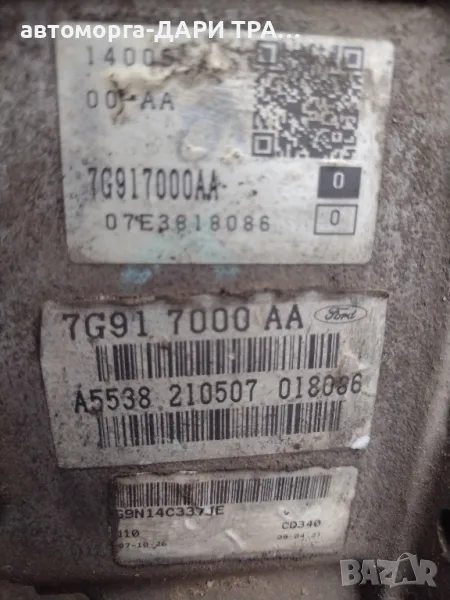 автоморга-ДАРИ ТРА...
14005
00-AA
7G917000AA
0
07E3818086
0
7G91 7000 AA
Ford
A5538 210507 018086
G9N14C337JE
CD340
BAZAR